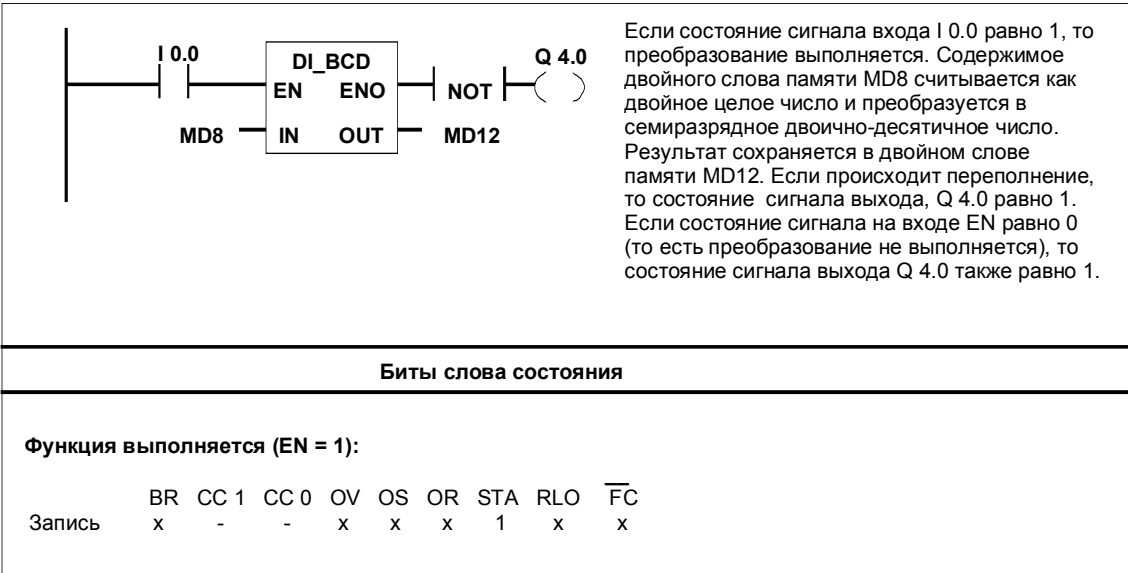 I 0.0
DI_BCD
Q 4.0
EN ENO
NOT
MD8
IN OUT
MD12
Если состояние сигнала входа I 0.0 равно 1, то
преобразование выполняется. Содержимое
двойного слова памяти MD8 считывается как
двойное целое число и преобразуется в
семиразрядное двоично-десятичное число.
Результат сохраняется в двойном слове
памяти MD12. Если происходит переполнение,
то состояние сигнала выхода, Q 4.0 равно 1.
Если состояние сигнала на входе EN равно 0
(то есть преобразование не выполняется), то
состояние сигнала выхода Q 4.0 также равно 1.
Биты слова состояния
Функция выполняется (EN = 1):
BR CC 1 CC 0 OV OS OR STA RLO F̅C
Запись x - - x x x 1 x x